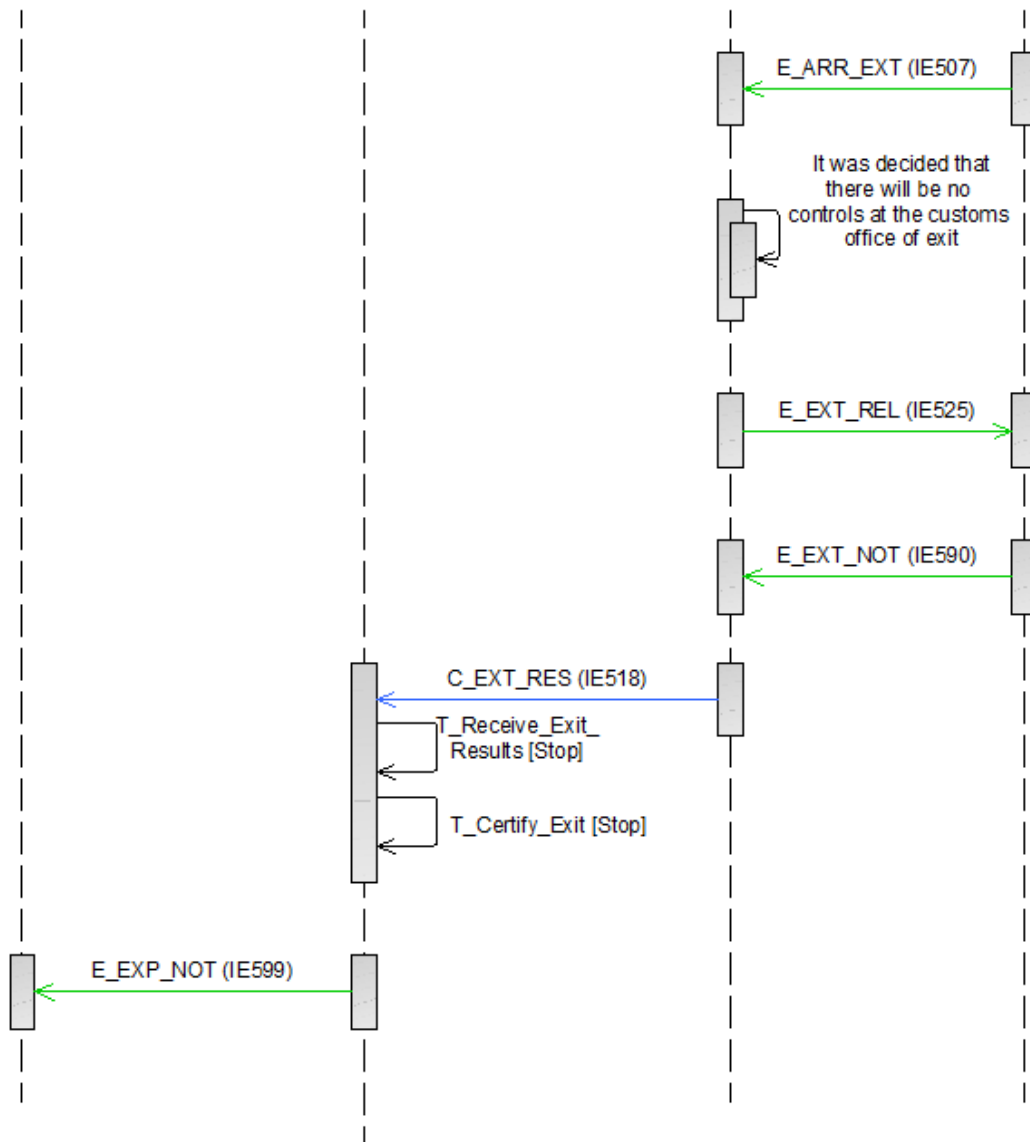 E_ARR_EXT (IE507)
It was decided that
there will be no
controls at the customs
office of exit
E_EXT_REL (IE525)
E_EXT_NOT (IE590)
C_EXT_RES (IE518)
T_Receive_Exit_
Results [Stop]
T_Certify_Exit [Stop]
E_EXP_NOT (IE599)